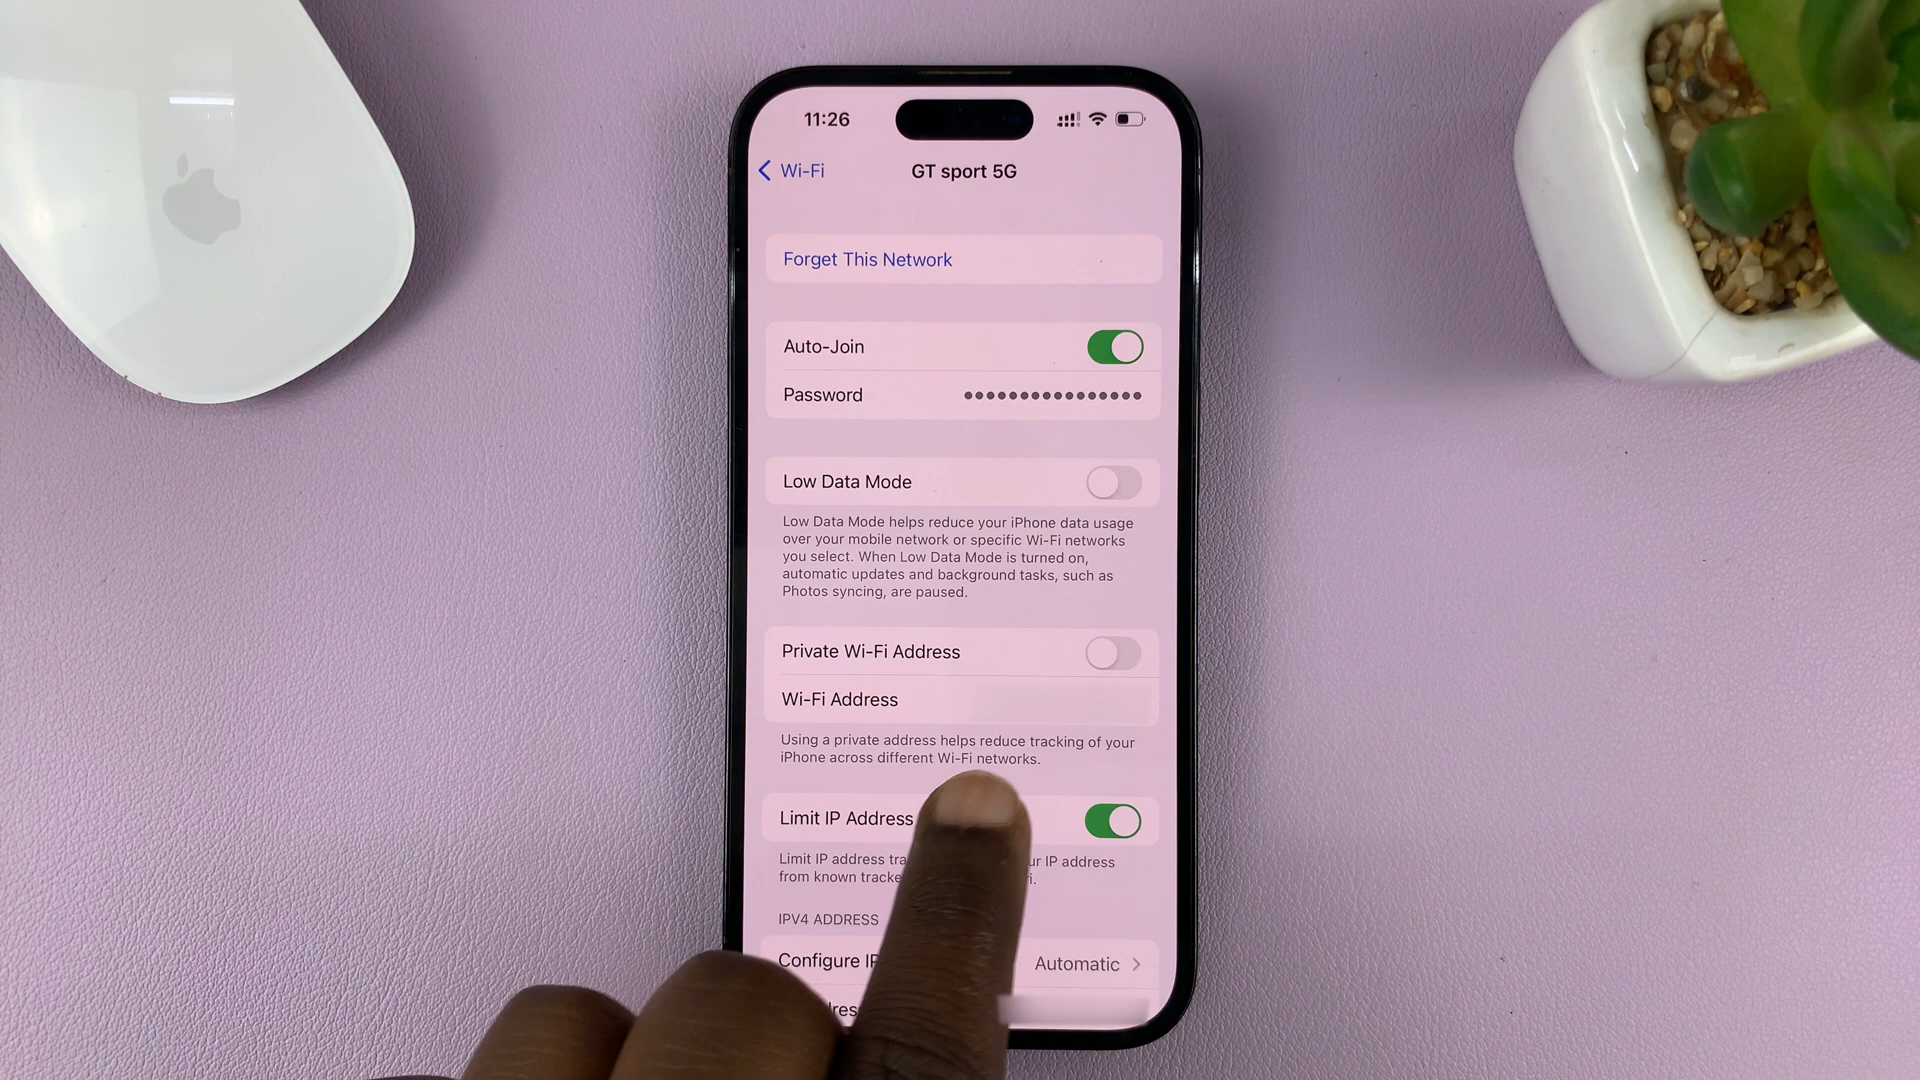 11:26
Wi-Fi
GT sport 5G
Forget This Network
Auto-Join
Password ••••••••••••••••
Low Data Mode
Low Data Mode helps reduce your iPhone data usage
over your mobile network or specific Wi-Fi networks
you select. When Low Data Mode is turned on,
automatic updates and background tasks, such as
Photos syncing, are paused.
Private Wi-Fi Address
Wi-Fi Address
Using a private address helps reduce tracking of your
iPhone across different Wi-Fi networks.
Limit IP Address
Limit IP address IP address
from known
IPV4 ADDRESS
Configure Automatic